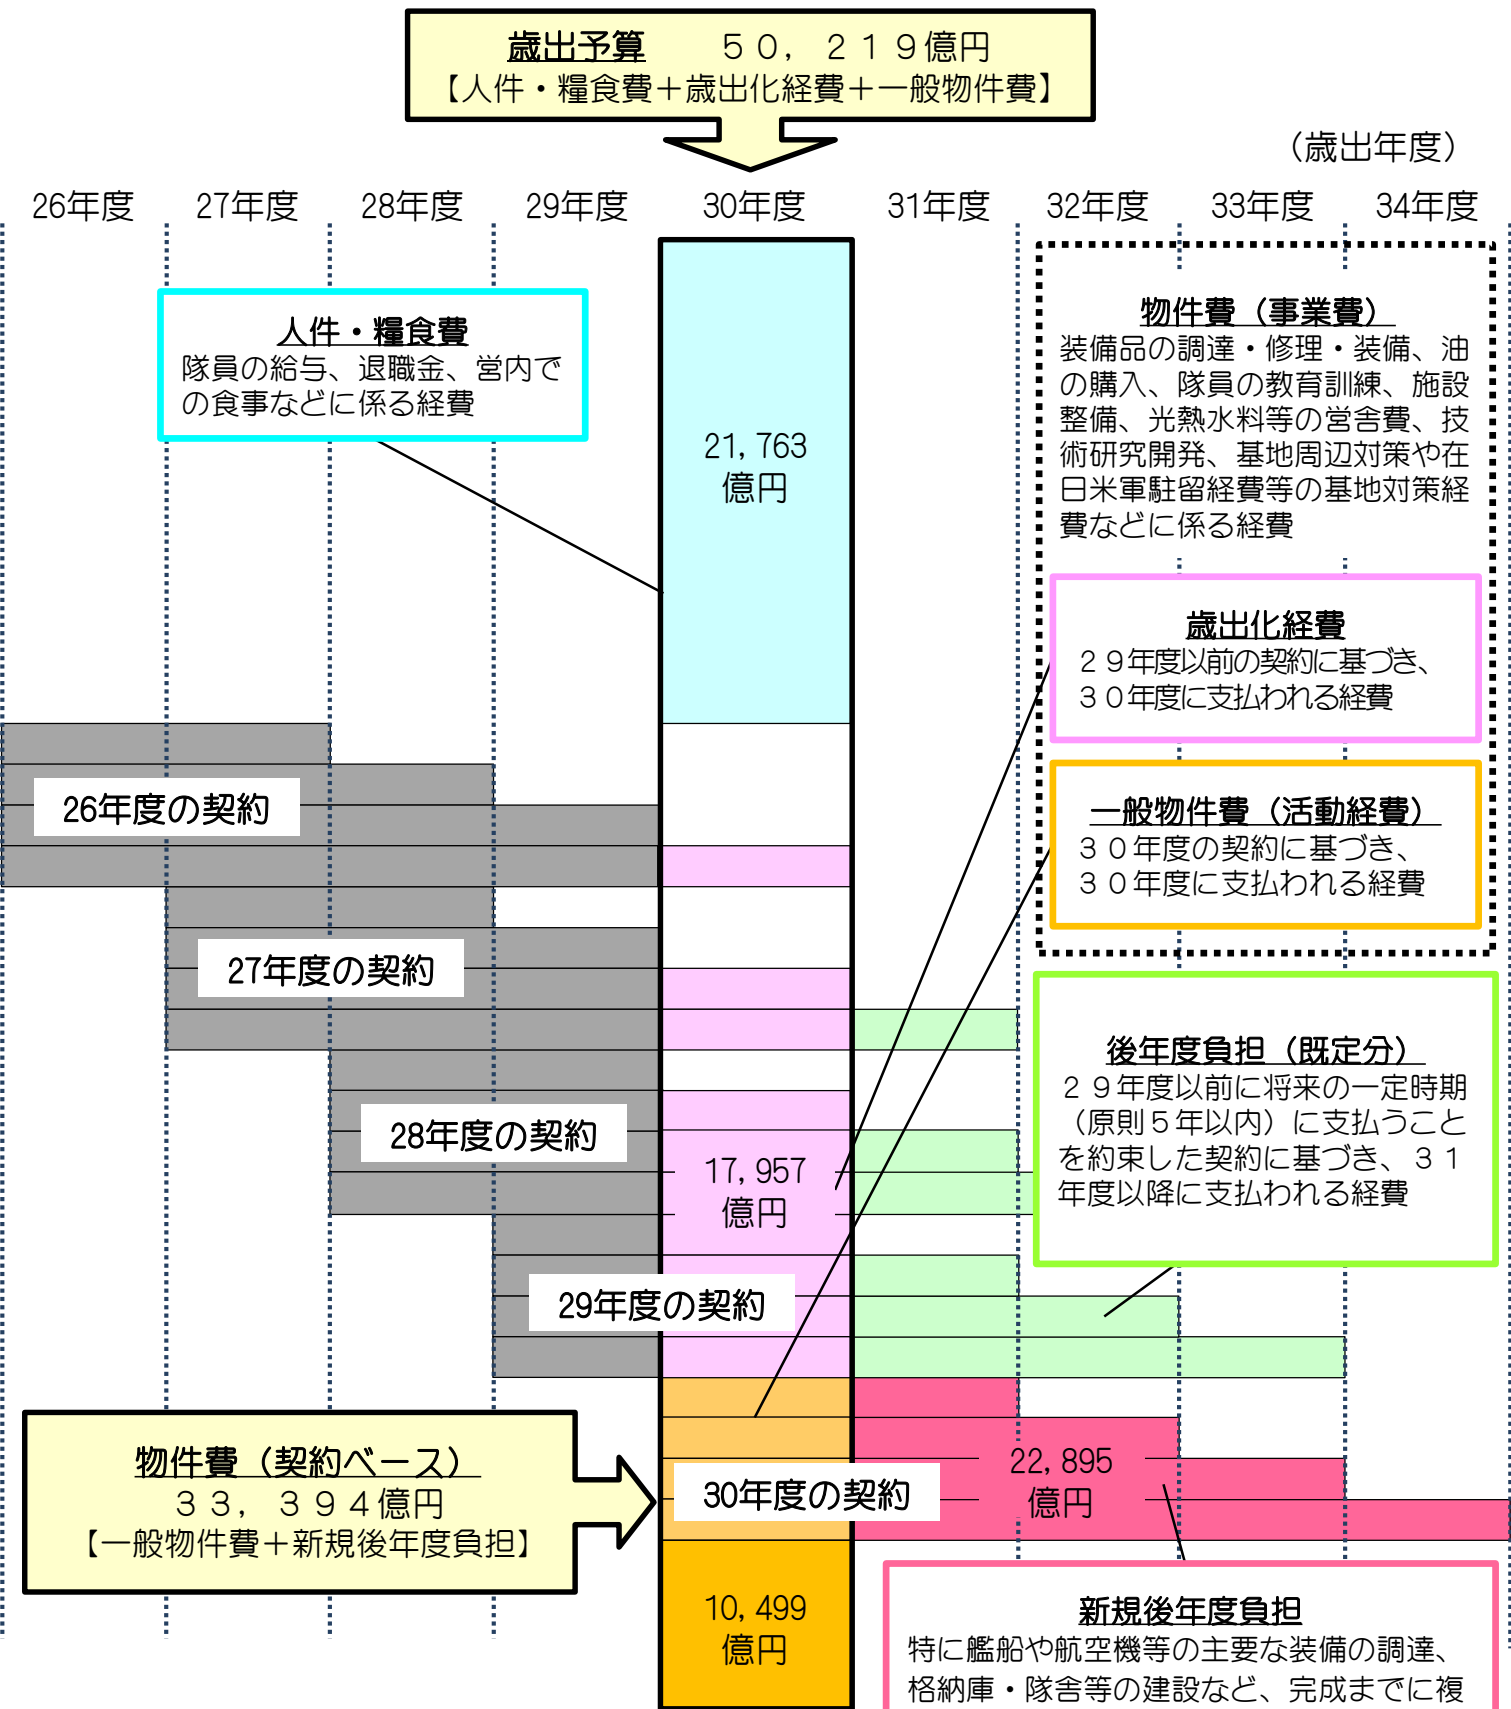 歳出予算　　５０，２１９億円
【人件・糧食費＋歳出化経費＋一般物件費】
（歳出年度）
26年度　27年度　28年度　29年度　30年度　31年度　32年度　33年度　34年度
人件・糧食費
隊員の給与、退職金、営内で
の食事などに係る経費
21,763
億円
物件費（事業費）
装備品の調達・修理・装備、油
の購入、隊員の教育訓練、施設
整備、光熱水料等の営舎費、技
術研究開発、基地周辺対策や在
日米軍駐留経費等の基地対策経
費などに係る経費
歳出化経費
２９年度以前の契約に基づき、
３０年度に支払われる経費
一般物件費（活動経費）
３０年度の契約に基づき、
３０年度に支払われる経費
26年度の契約
27年度の契約
28年度の契約
17,957
億円
29年度の契約
後年度負担（既定分）
２９年度以前に将来の一定時期
（原則５年以内）に支払うこと
を約束した契約に基づき、３１
年度以降に支払われる経費
物件費（契約ベース）
３３，３９４億円
【一般物件費＋新規後年度負担】
30年度の契約
22,895
億円
10,499
億円
新規後年度負担
特に艦船や航空機等の主要な装備の調達、
格納庫・隊舎等の建設など、完成までに複